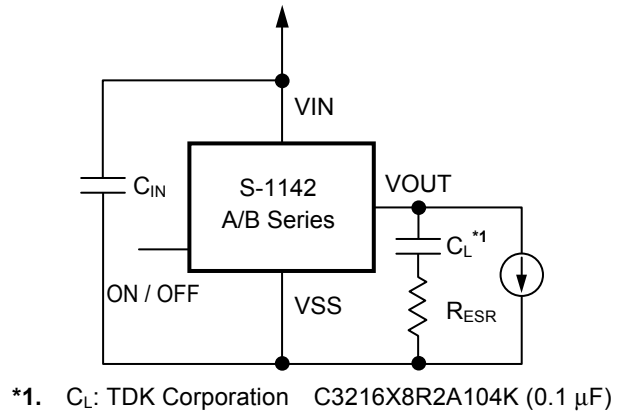 VIN
C_IN
S-1142
A/B Series
VOUT
C_L*1
ON / OFF
VSS
R_ESR
*1. C_L: TDK Corporation C3216X8R2A104K (0.1 μF)